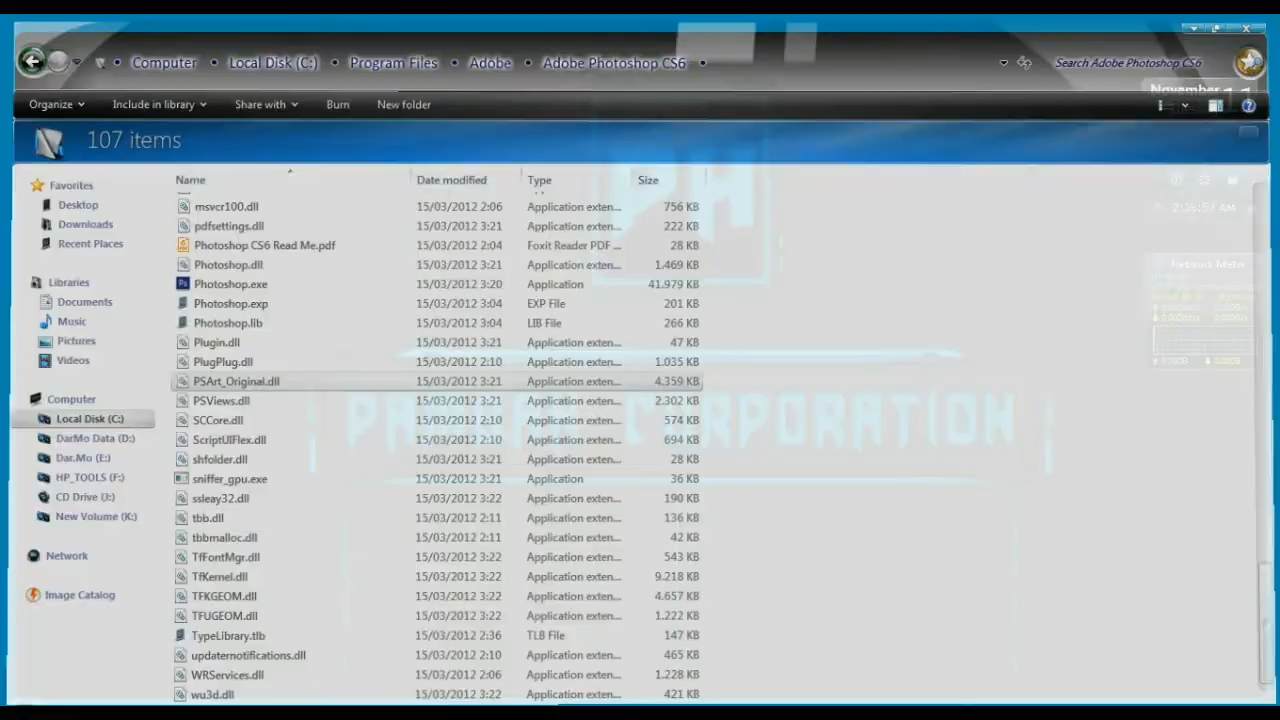 Computer • Local Disk (C:) • Program Files • Adobe • Adobe Photoshop CS6 •
Search Adobe Photoshop CS6
November
Organize Include in library Share with Burn New folder
107 items
Name Date modified Type Size
Favorites
Desktop
Downloads
Recent Places
Libraries
Documents
Music
Pictures
Videos
Computer
Local Disk (C:)
DarMo Data (D:)
Dar.Mo (E:)
HP_TOOLS (F:)
CD Drive (J:)
New Volume (K:)
Network
Image Catalog
msvcr100.dll 15/03/2012 2:06 Application exten... 756 KB
pdfsettings.dll 15/03/2012 3:21 Application exten... 222 KB
Photoshop CS6 Read Me.pdf 15/03/2012 2:04 Foxit Reader PDF ... 28 KB
Photoshop.dll 15/03/2012 3:21 Application exten... 1.469 KB
Photoshop.exe 15/03/2012 3:20 Application 41.979 KB
Photoshop.exp 15/03/2012 3:04 EXP File 201 KB
Photoshop.lib 15/03/2012 3:04 LIB File 266 KB
Plugin.dll 15/03/2012 3:21 Application exten... 47 KB
PlugPlug.dll 15/03/2012 2:10 Application exten... 1.035 KB
PSArt_Original.dll 15/03/2012 3:21 Application exten... 4.359 KB
PSViews.dll 15/03/2012 3:21 Application exten... 2.302 KB
SCCore.dll 15/03/2012 2:10 Application exten... 574 KB
ScriptUIFlex.dll 15/03/2012 2:10 Application exten... 694 KB
shfolder.dll 15/03/2012 3:21 Application exten... 28 KB
sniffer_gpu.exe 15/03/2012 3:21 Application 36 KB
ssleay32.dll 15/03/2012 3:22 Application exten... 190 KB
tbb.dll 15/03/2012 2:11 Application exten... 136 KB
tbbmalloc.dll 15/03/2012 2:11 Application exten... 42 KB
TfFontMgr.dll 15/03/2012 3:22 Application exten... 543 KB
TfKernel.dll 15/03/2012 3:22 Application exten... 9.218 KB
TFKGEOM.dll 15/03/2012 3:22 Application exten... 4.657 KB
TFUGEOM.dll 15/03/2012 3:22 Application exten... 1.222 KB
TypeLibrary.tlb 15/03/2012 2:36 TLB File 147 KB
updaternotifications.dll 15/03/2012 2:10 Application exten... 465 KB
WRServices.dll 15/03/2012 2:06 Application exten... 1.228 KB
wu3d.dll 15/03/2012 3:22 Application exten... 421 KB
CORPORATION
Network Meter